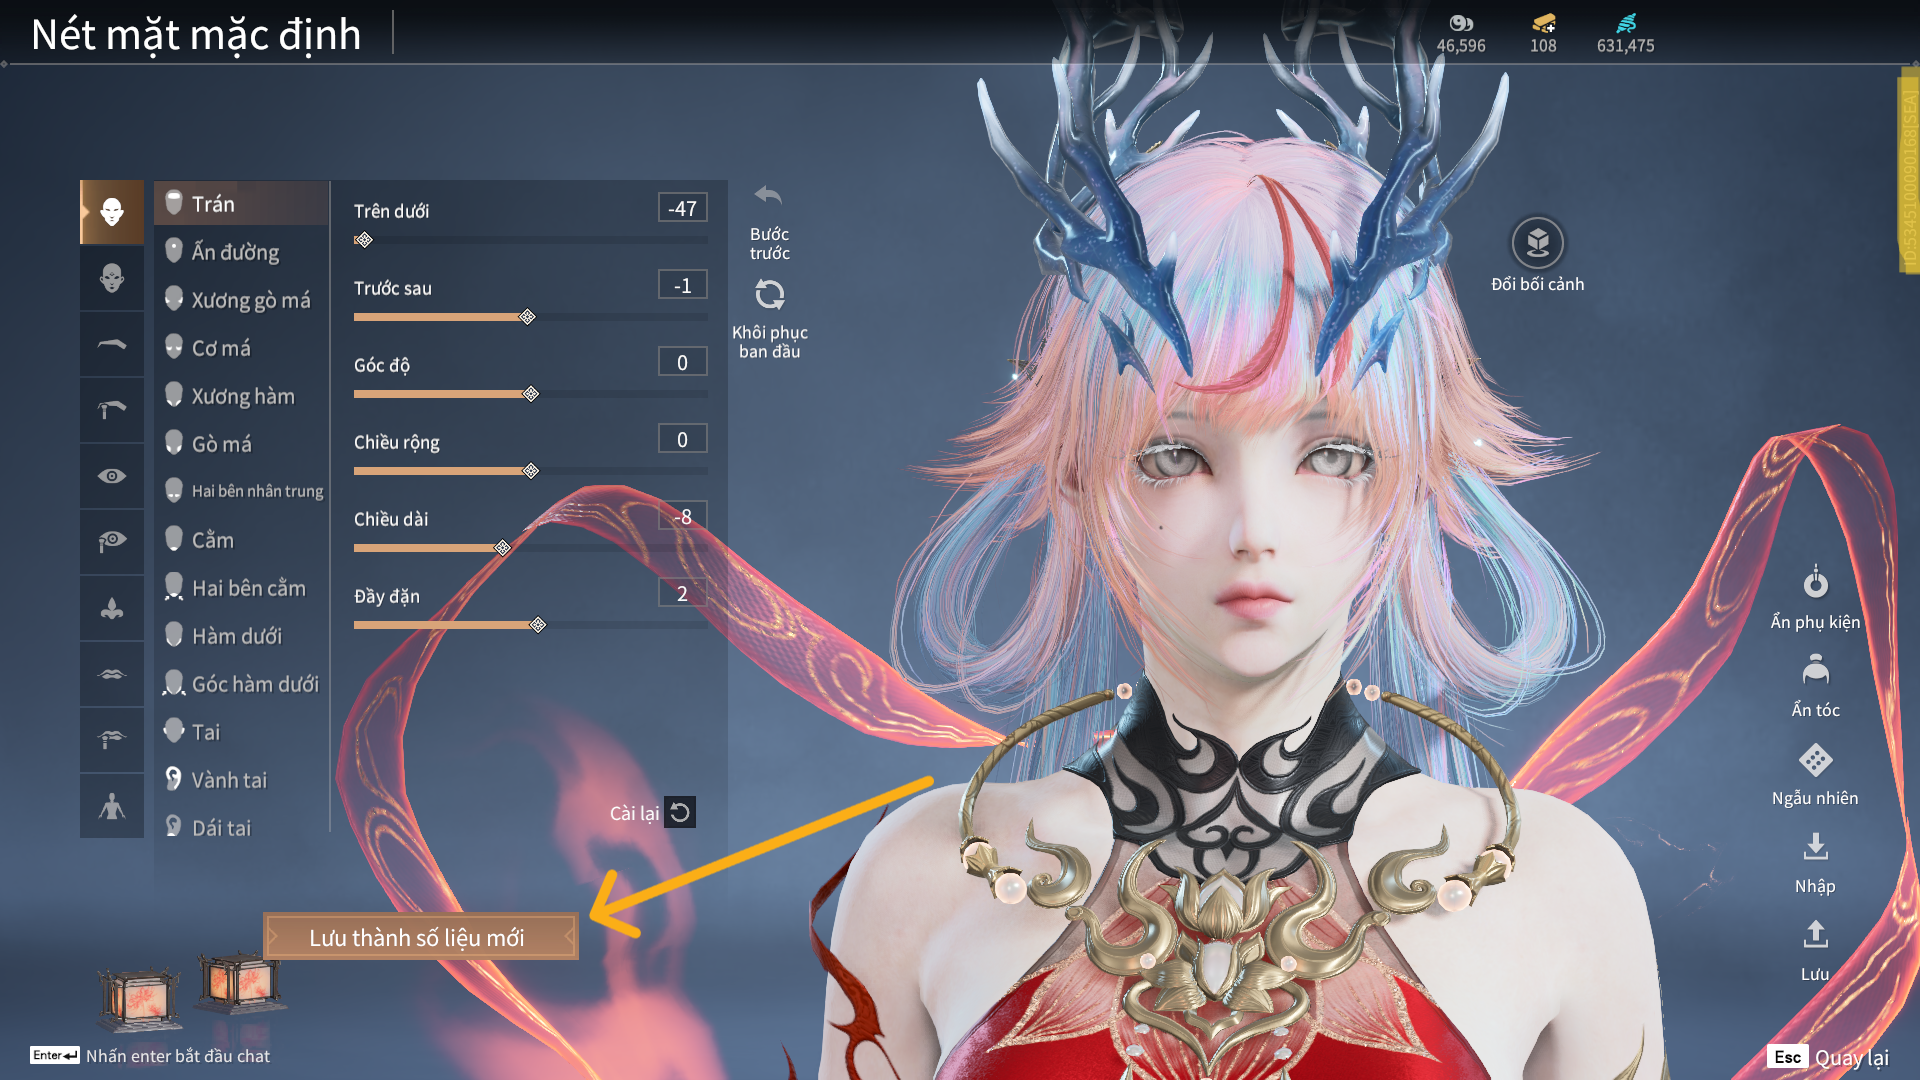 Nét mặt mặc định
46,596
108
631,475
ID:5345100090168[SEA]
Trán
Ấn đường
Xương gò má
Cơ má
Xương hàm
Gò má
Hai bên nhân trung
Cằm
Hai bên cằm
Hàm dưới
Góc hàm dưới
Tai
Vành tai
Dái tai
Trên dưới
-47
Trước sau
-1
Góc độ
0
Chiều rộng
0
Chiều dài
-8
Đầy đặn
2
Bước
trước
Khôi phục
ban đầu
Cài lại
Lưu thành số liệu mới
Đổi bối cảnh
Ẩn phụ kiện
Ẩn tóc
Ngẫu nhiên
Nhập
Lưu
Enter
Nhấn enter bắt đầu chat
Esc
Quay lại